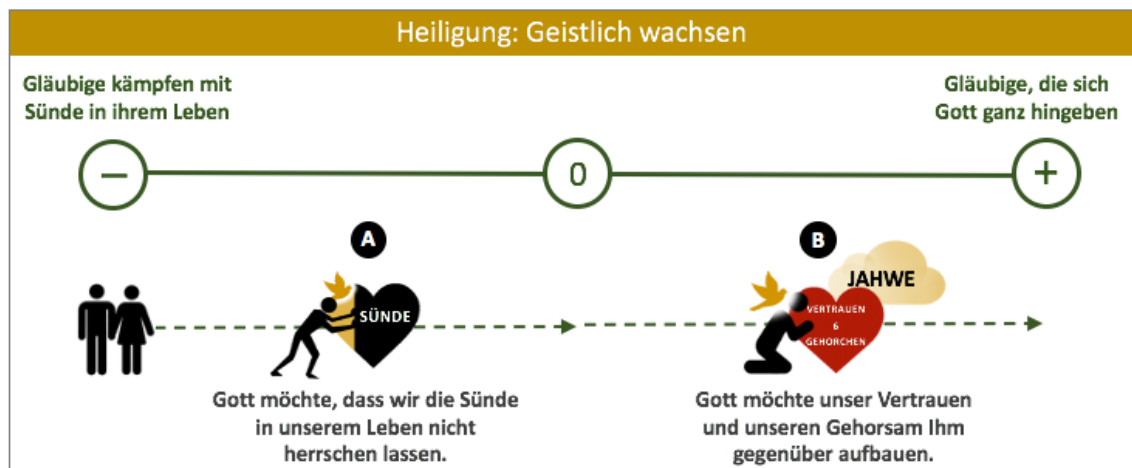 Heiligung: Geistlich wachsen
Gläubige kämpfen mit
Sünde in ihrem Leben
Gläubige, die sich
Gott ganz hingeben
−
0
+
A
B
JAHWE
SÜNDE
VERTRAUEN
6
GEHORCHEN
Gott möchte, dass wir die Sünde
in unserem Leben nicht
herrschen lassen.
Gott möchte unser Vertrauen
und unseren Gehorsam Ihm
gegenüber aufbauen.